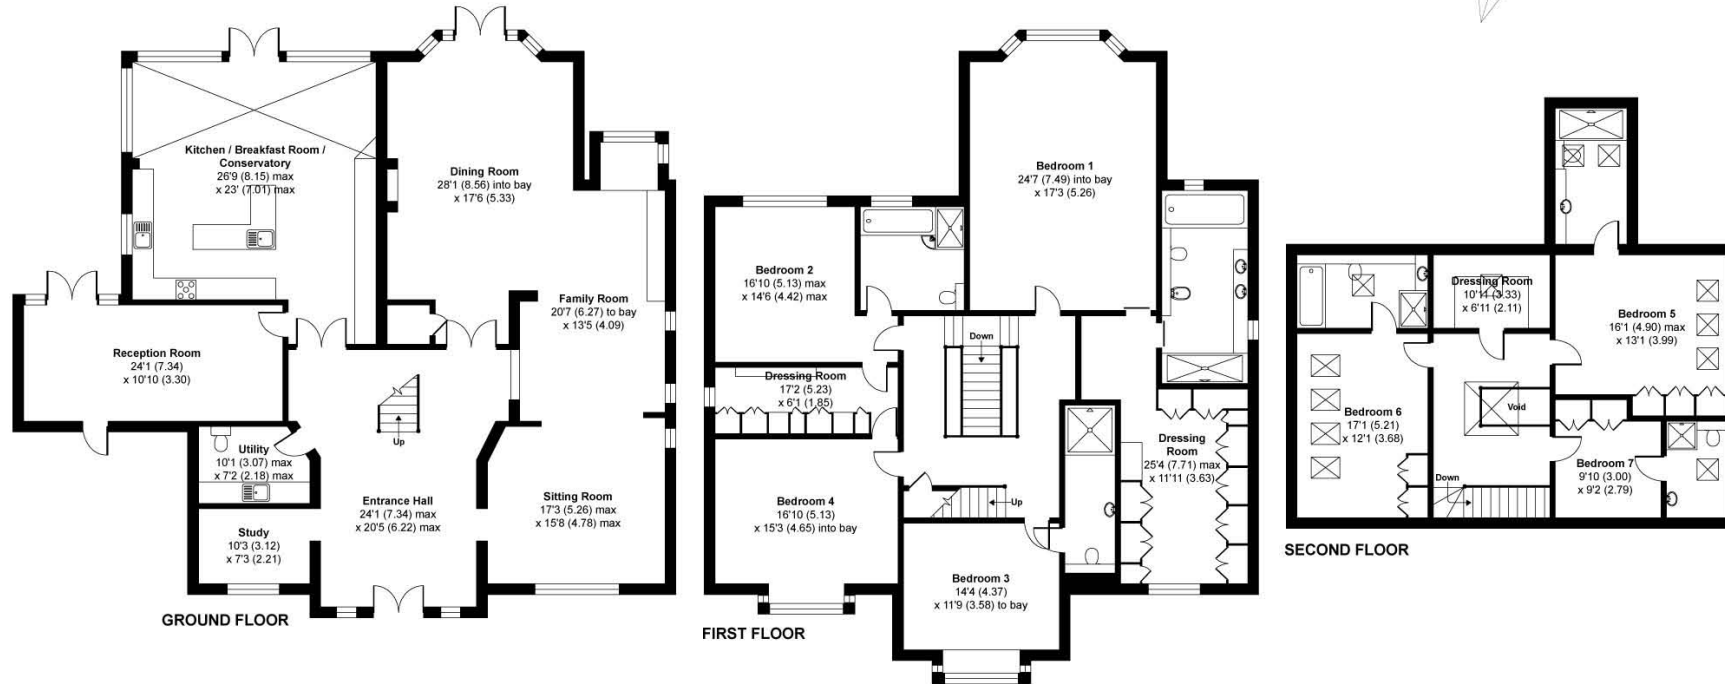 Kitchen / Breakfast Room /
Conservatory
26'9 (8.15) max
x 23' (7.01) max
Dining Room
28'1 (8.56) into bay
x 17'6 (5.33)
Family Room
20'7 (6.27) to bay
x 13'5 (4.09)
Reception Room
24'1 (7.34)
x 10'10 (3.30)
Up
Utility
10'1 (3.07) max
x 7'2 (2.18) max
Entrance Hall
24'1 (7.34) max
x 20'5 (6.22) max
Sitting Room
17'3 (5.26) max
x 15'8 (4.78) max
Study
10'3 (3.12)
x 7'3 (2.21)
GROUND FLOOR
Bedroom 1
24'7 (7.49) into bay
x 17'3 (5.26)
Bedroom 2
16'10 (5.13) max
x 14'6 (4.42) max
Down
Dressing Room
17'2 (5.23)
x 6'1 (1.85)
Dressing
Room
25'4 (7.71) max
x 11'11 (3.63)
Bedroom 4
16'10 (5.13)
x 15'3 (4.65) into bay
Up
Bedroom 3
14'4 (4.37)
x 11'9 (3.58) to bay
FIRST FLOOR
Dressing Room
10'11 (3.33)
x 6'11 (2.11)
Bedroom 5
16'1 (4.90) max
x 13'1 (3.99)
Bedroom 6
17'1 (5.21)
x 12'1 (3.68)
Void
Bedroom 7
9'10 (3.00)
x 9'2 (2.79)
Down
SECOND FLOOR